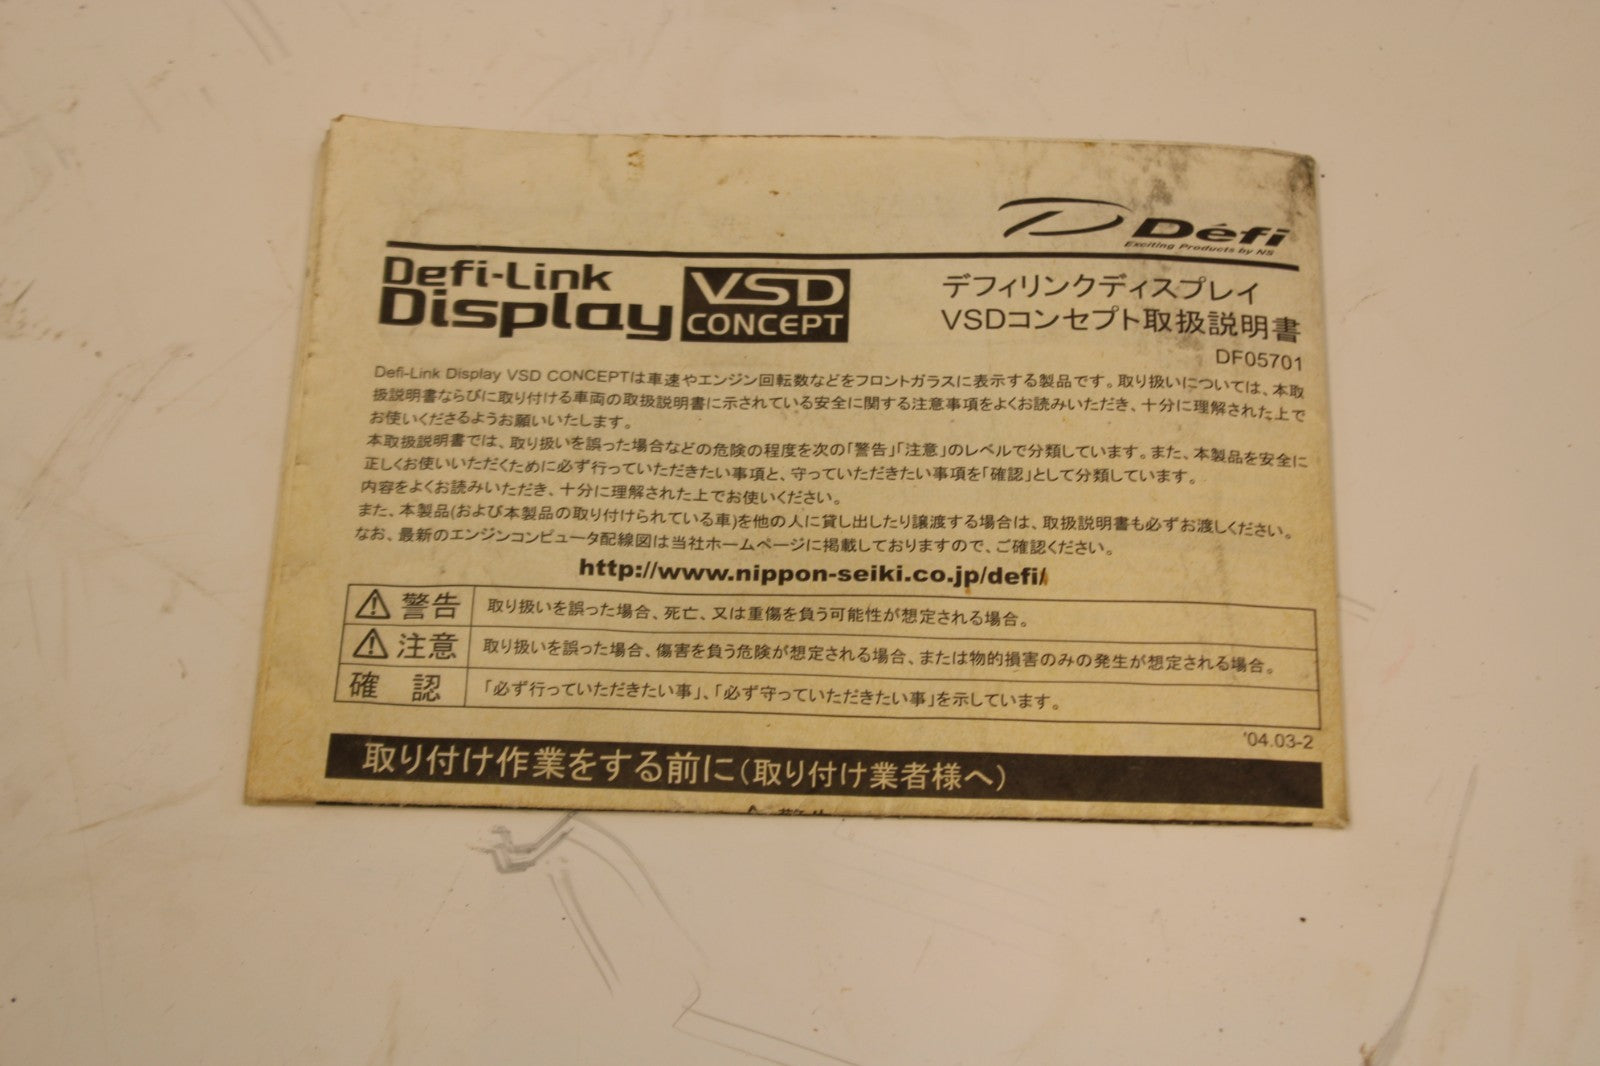 Défi
Exciting Products by NS
Defi-Link
Display
VSD
CONCEPT
デフィリンクディスプレイ
VSDコンセプト取扱説明書
DF05701
Defi-Link Display VSD CONCEPTは車速やエンジン回転数などをフロントガラスに表示する製品です。取り扱いについては、本取
扱説明書ならびに取り付ける車両の取扱説明書に示されている安全に関する注意事項をよくお読みいただき、十分に理解された上で
お使いくださるようお願いいたします。
本取扱説明書では、取り扱いを誤った場合などの危険の程度を次の「警告」「注意」のレベルで分類しています。また、本製品を安全に
正しくお使いいただくために必ず行っていただきたい事項と、守っていただきたい事項を「確認」として分類しています。
内容をよくお読みいただき、十分に理解された上でお使いください。
また、本製品(および本製品の取り付けられている車)を他の人に貸し出したり譲渡する場合は、取扱説明書も必ずお渡しください。
なお、最新のエンジンコンピュータ配線図は当社ホームページに掲載しておりますので、ご確認ください。
http://www.nippon-seiki.co.jp/defi/
⚠ 警告 取り扱いを誤った場合、死亡、又は重傷を負う可能性が想定される場合。
⚠ 注意 取り扱いを誤った場合、傷害を負う危険が想定される場合、または物的損害のみの発生が想定される場合。
確 認 「必ず行っていただきたい事」、「必ず守っていただきたい事」を示しています。
'04.03-2
取り付け作業をする前に(取り付け業者様へ)